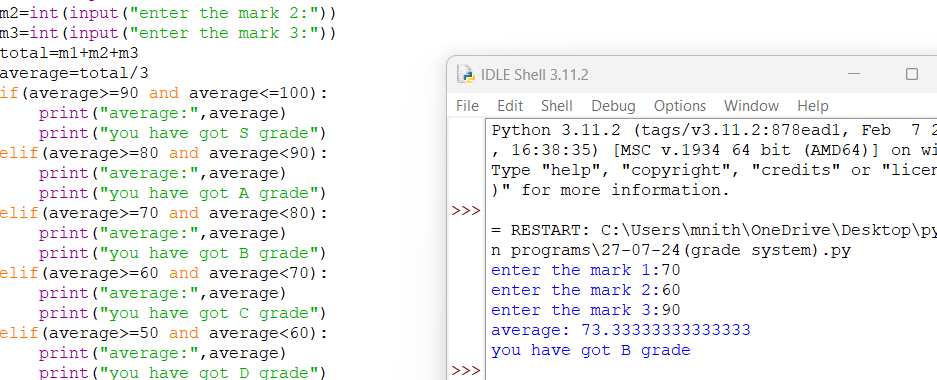 m2=int(input("enter the mark 2:"))
m3=int(input("enter the mark 3:"))
total=m1+m2+m3
average=total/3
if(average>=90 and average<=100):
    print("average:",average)
    print("you have got S grade")
elif(average>=80 and average<90):
    print("average:",average)
    print("you have got A grade")
elif(average>=70 and average<80):
    print("average:",average)
    print("you have got B grade")
elif(average>=60 and average<70):
    print("average:",average)
    print("you have got C grade")
elif(average>=50 and average<60):
    print("average:",average)
    print("you have got D grade")
IDLE Shell 3.11.2
File Edit Shell Debug Options Window Help
Python 3.11.2 (tags/v3.11.2:878ead1, Feb 7 2
, 16:38:35) [MSC v.1934 64 bit (AMD64)] on wi
Type "help", "copyright", "credits" or "licen
)" for more information.
>>>
= RESTART: C:\Users\mnith\OneDrive\Desktop\py
n programs\27-07-24(grade system).py
enter the mark 1:70
enter the mark 2:60
enter the mark 3:90
average: 73.33333333333333
you have got B grade
>>>